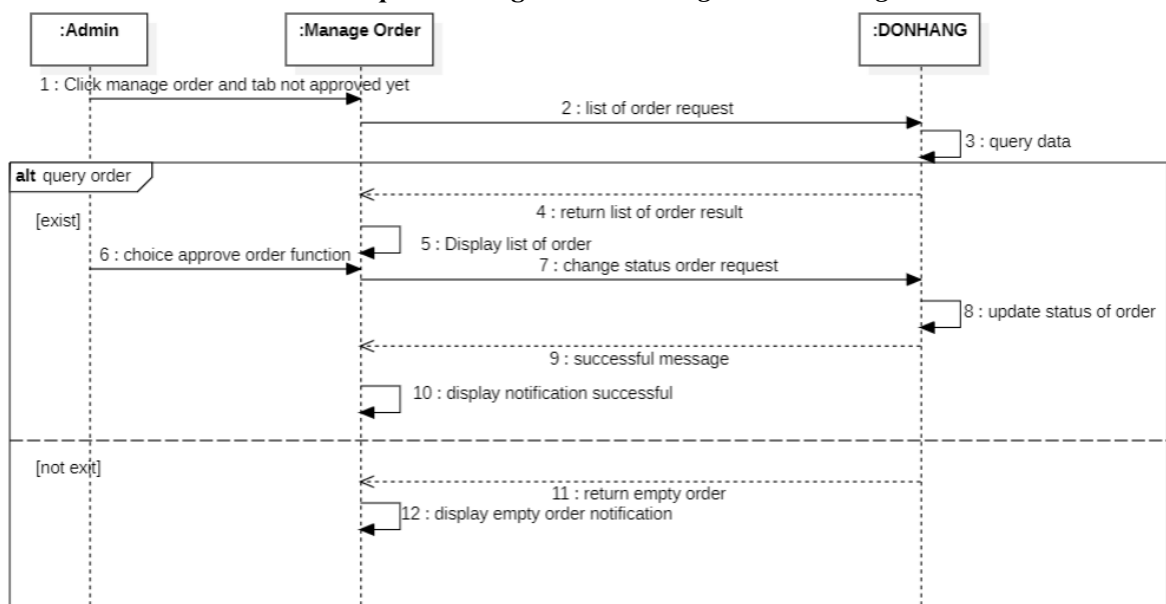 :Admin
:Manage Order
:DONHANG
1 : Click manage order and tab not approved yet
2 : list of order request
3 : query data
alt query order
4 : return list of order result
[exist]
5 : Display list of order
6 : choice approve order function
7 : change status order request
8 : update status of order
9 : successful message
10 : display notification successful
[not exit]
11 : return empty order
12 : display empty order notification